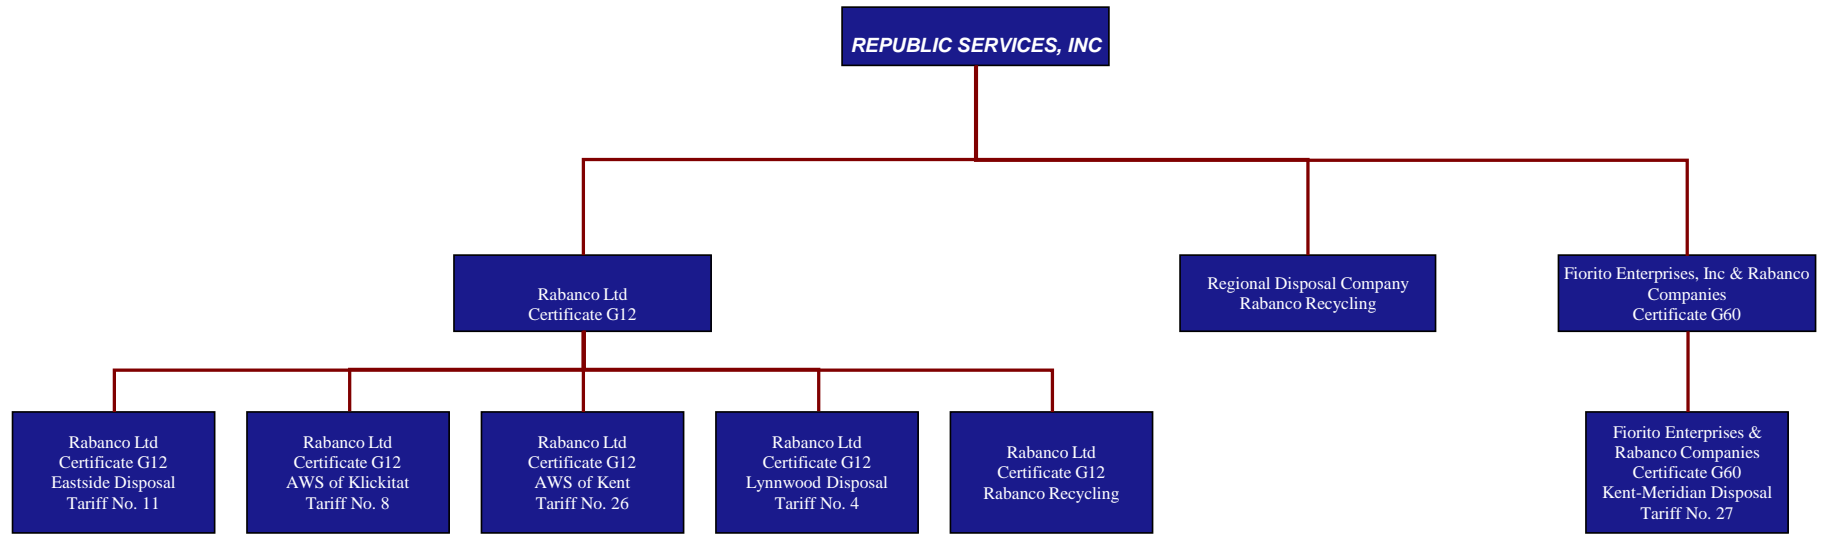 REPUBLIC SERVICES, INC
Rabanco Ltd
Certificate G12
Regional Disposal Company
Rabanco Recycling
Fiorito Enterprises, Inc & Rabanco
Companies
Certificate G60
Rabanco Ltd
Certificate G12
Eastside Disposal
Tariff No. 11
Rabanco Ltd
Certificate G12
AWS of Klickitat
Tariff No. 8
Rabanco Ltd
Certificate G12
AWS of Kent
Tariff No. 26
Rabanco Ltd
Certificate G12
Lynnwood Disposal
Tariff No. 4
Rabanco Ltd
Certificate G12
Rabanco Recycling
Fiorito Enterprises &
Rabanco Companies
Certificate G60
Kent-Meridian Disposal
Tariff No. 27